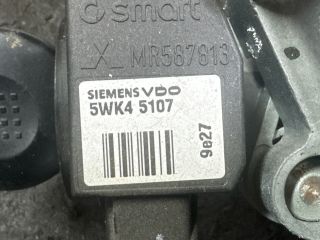 smart
MR587813
SIEMENS VDO
5WK4 5107
9e27